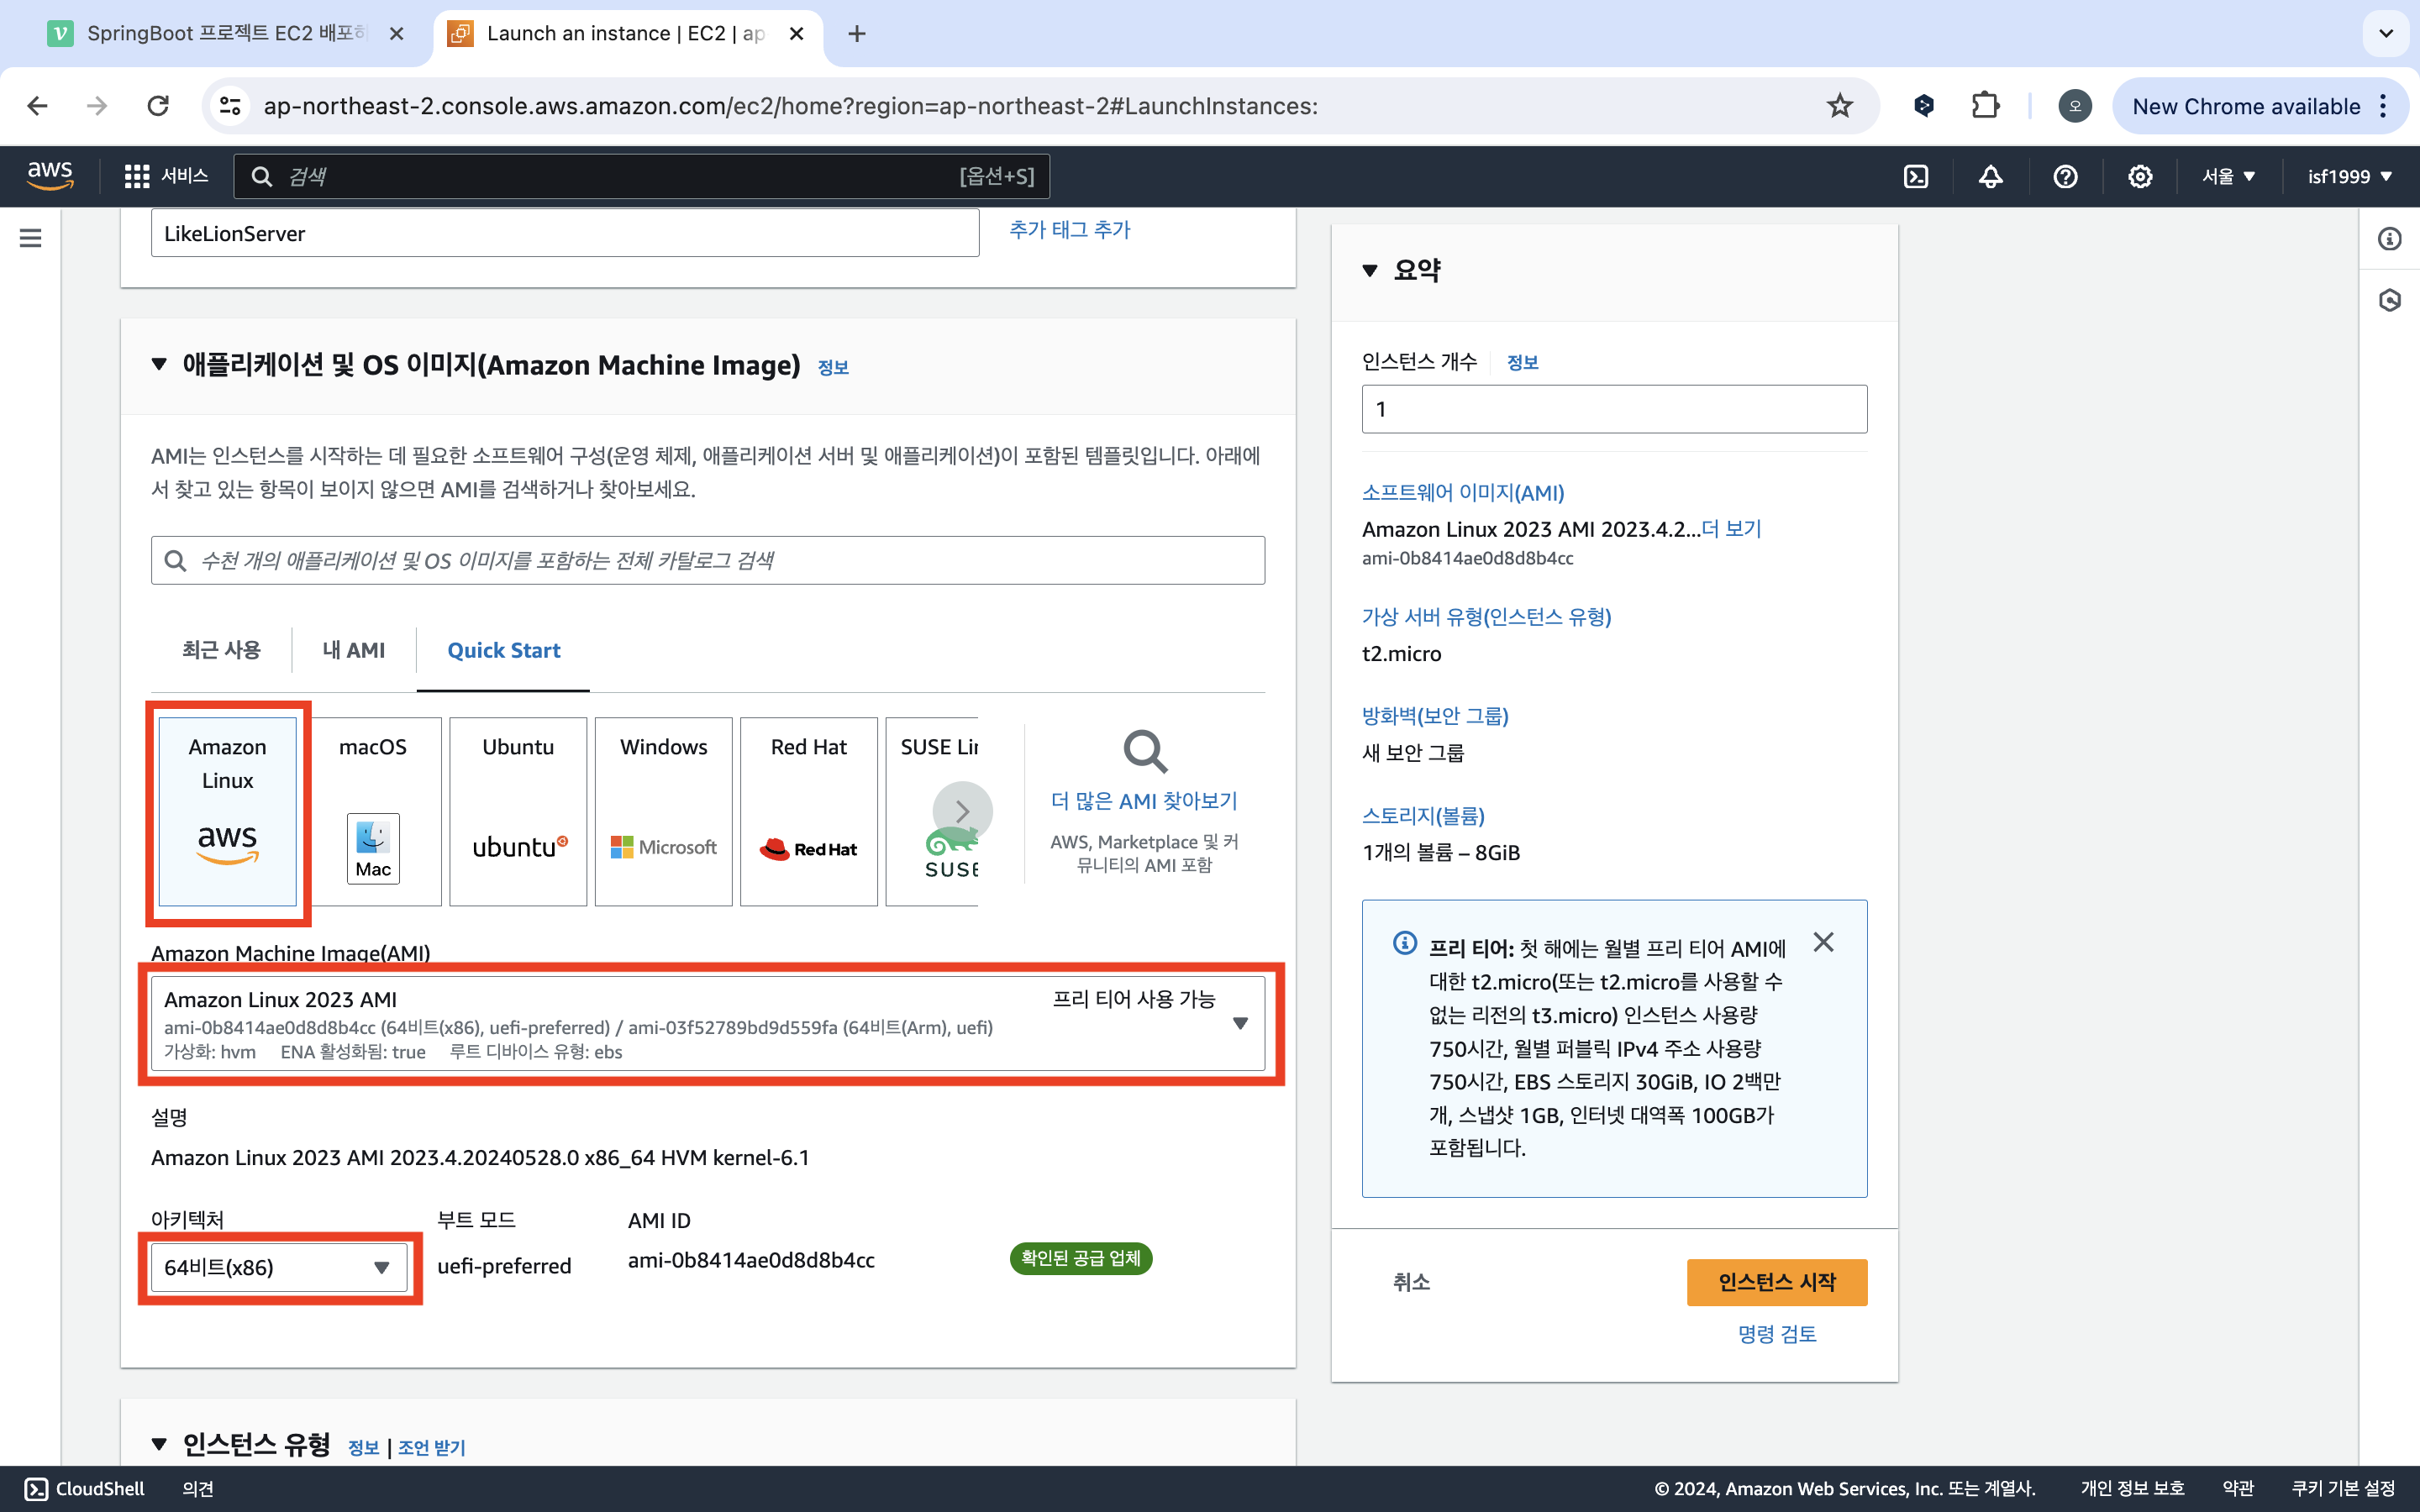 SpringBoot 프로젝트 EC2 배포하
Launch an instance | EC2 | ap
ap-northeast-2.console.aws.amazon.com/ec2/home?region=ap-northeast-2#LaunchInstances:
오
New Chrome available
aws
서비스
검색
[옵션+S]
서울
isf1999
LikeLionServer
추가 태그 추가
애플리케이션 및 OS 이미지(Amazon Machine Image) 정보
AMI는 인스턴스를 시작하는 데 필요한 소프트웨어 구성(운영 체제, 애플리케이션 서버 및 애플리케이션)이 포함된 템플릿입니다. 아래에
서 찾고 있는 항목이 보이지 않으면 AMI를 검색하거나 찾아보세요.
수천 개의 애플리케이션 및 OS 이미지를 포함하는 전체 카탈로그 검색
최근 사용
내 AMI
Quick Start
Amazon
Linux
aws
macOS
Mac
Ubuntu
ubuntu
Windows
Microsoft
Red Hat
Red Hat
SUSE Lin
SUSE
더 많은 AMI 찾아보기
AWS, Marketplace 및 커
뮤니티의 AMI 포함
Amazon Machine Image(AMI)
Amazon Linux 2023 AMI
프리 티어 사용 가능
ami-0b8414ae0d8d8b4cc (64비트(x86), uefi-preferred) / ami-03f52789bd9d559fa (64비트(Arm), uefi)
가상화: hvm ENA 활성화됨: true 루트 디바이스 유형: ebs
설명
Amazon Linux 2023 AMI 2023.4.20240528.0 x86_64 HVM kernel-6.1
아키텍처
64비트(x86)
부트 모드
uefi-preferred
AMI ID
ami-0b8414ae0d8d8b4cc
확인된 공급 업체
인스턴스 유형 정보 | 조언 받기
요약
인스턴스 개수 정보
1
소프트웨어 이미지(AMI)
Amazon Linux 2023 AMI 2023.4.2...더 보기
ami-0b8414ae0d8d8b4cc
가상 서버 유형(인스턴스 유형)
t2.micro
방화벽(보안 그룹)
새 보안 그룹
스토리지(볼륨)
1개의 볼륨 – 8GiB
프리 티어: 첫 해에는 월별 프리 티어 AMI에
대한 t2.micro(또는 t2.micro를 사용할 수
없는 리전의 t3.micro) 인스턴스 사용량
750시간, 월별 퍼블릭 IPv4 주소 사용량
750시간, EBS 스토리지 30GiB, IO 2백만
개, 스냅샷 1GB, 인터넷 대역폭 100GB가
포함됩니다.
취소
인스턴스 시작
명령 검토
CloudShell
의견
© 2024, Amazon Web Services, Inc. 또는 계열사.
개인 정보 보호
약관
쿠키 기본 설정